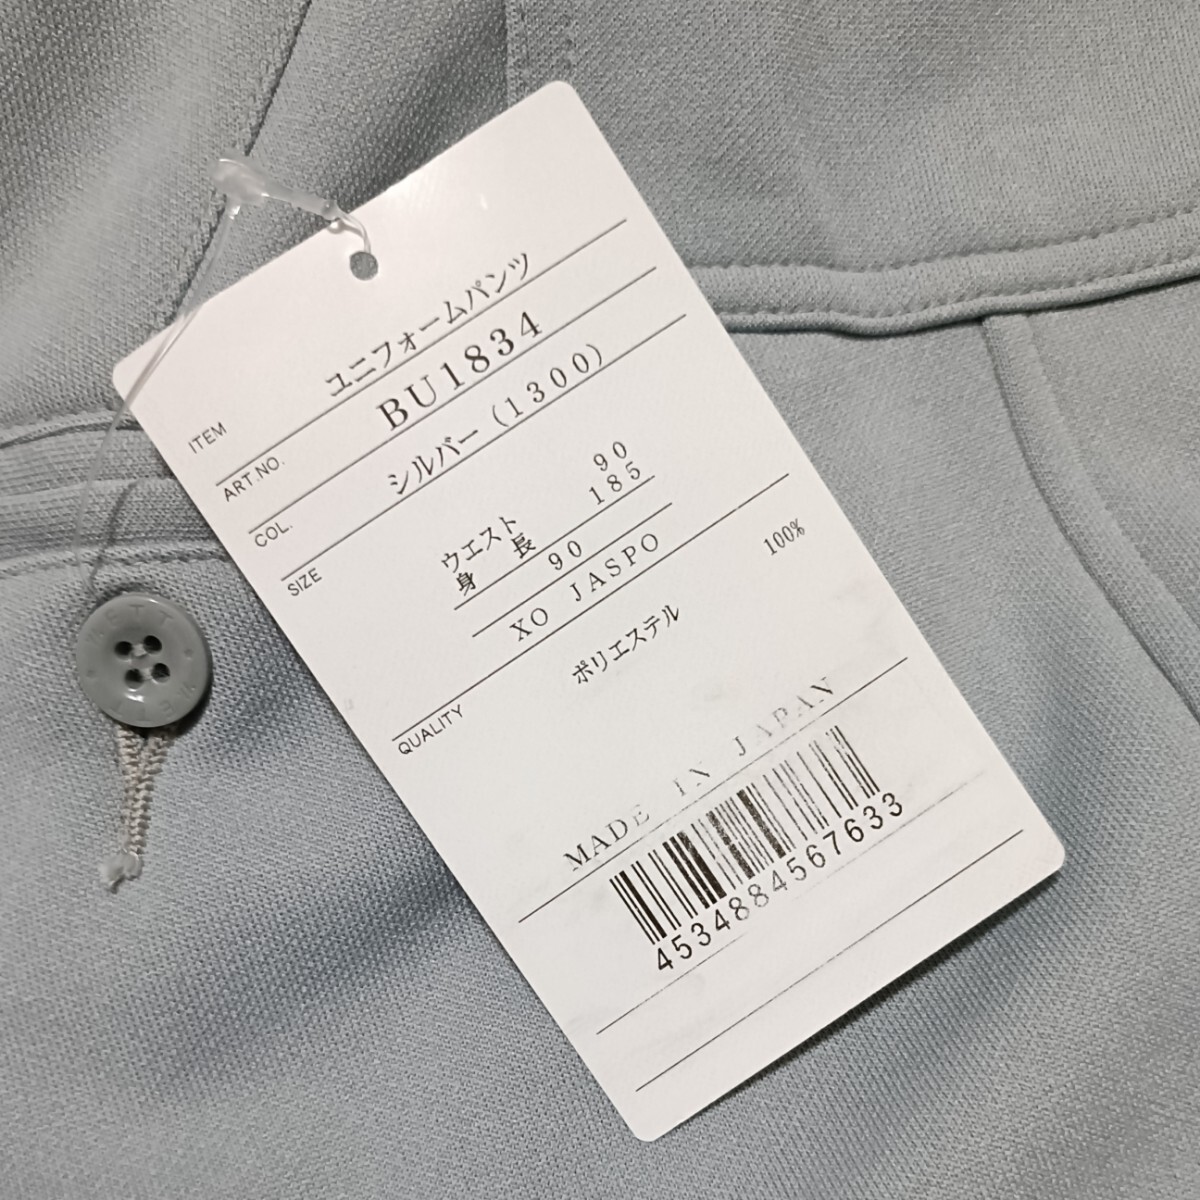 ITEM ユニフォームパンツ
ART.NO. BU1834
COL. シルバー(1300)
SIZE
ウエスト 90
身長 185
90
XO JASPO
QUALITY
ポリエステル 100%
MADE IN JAPAN
4534884567633